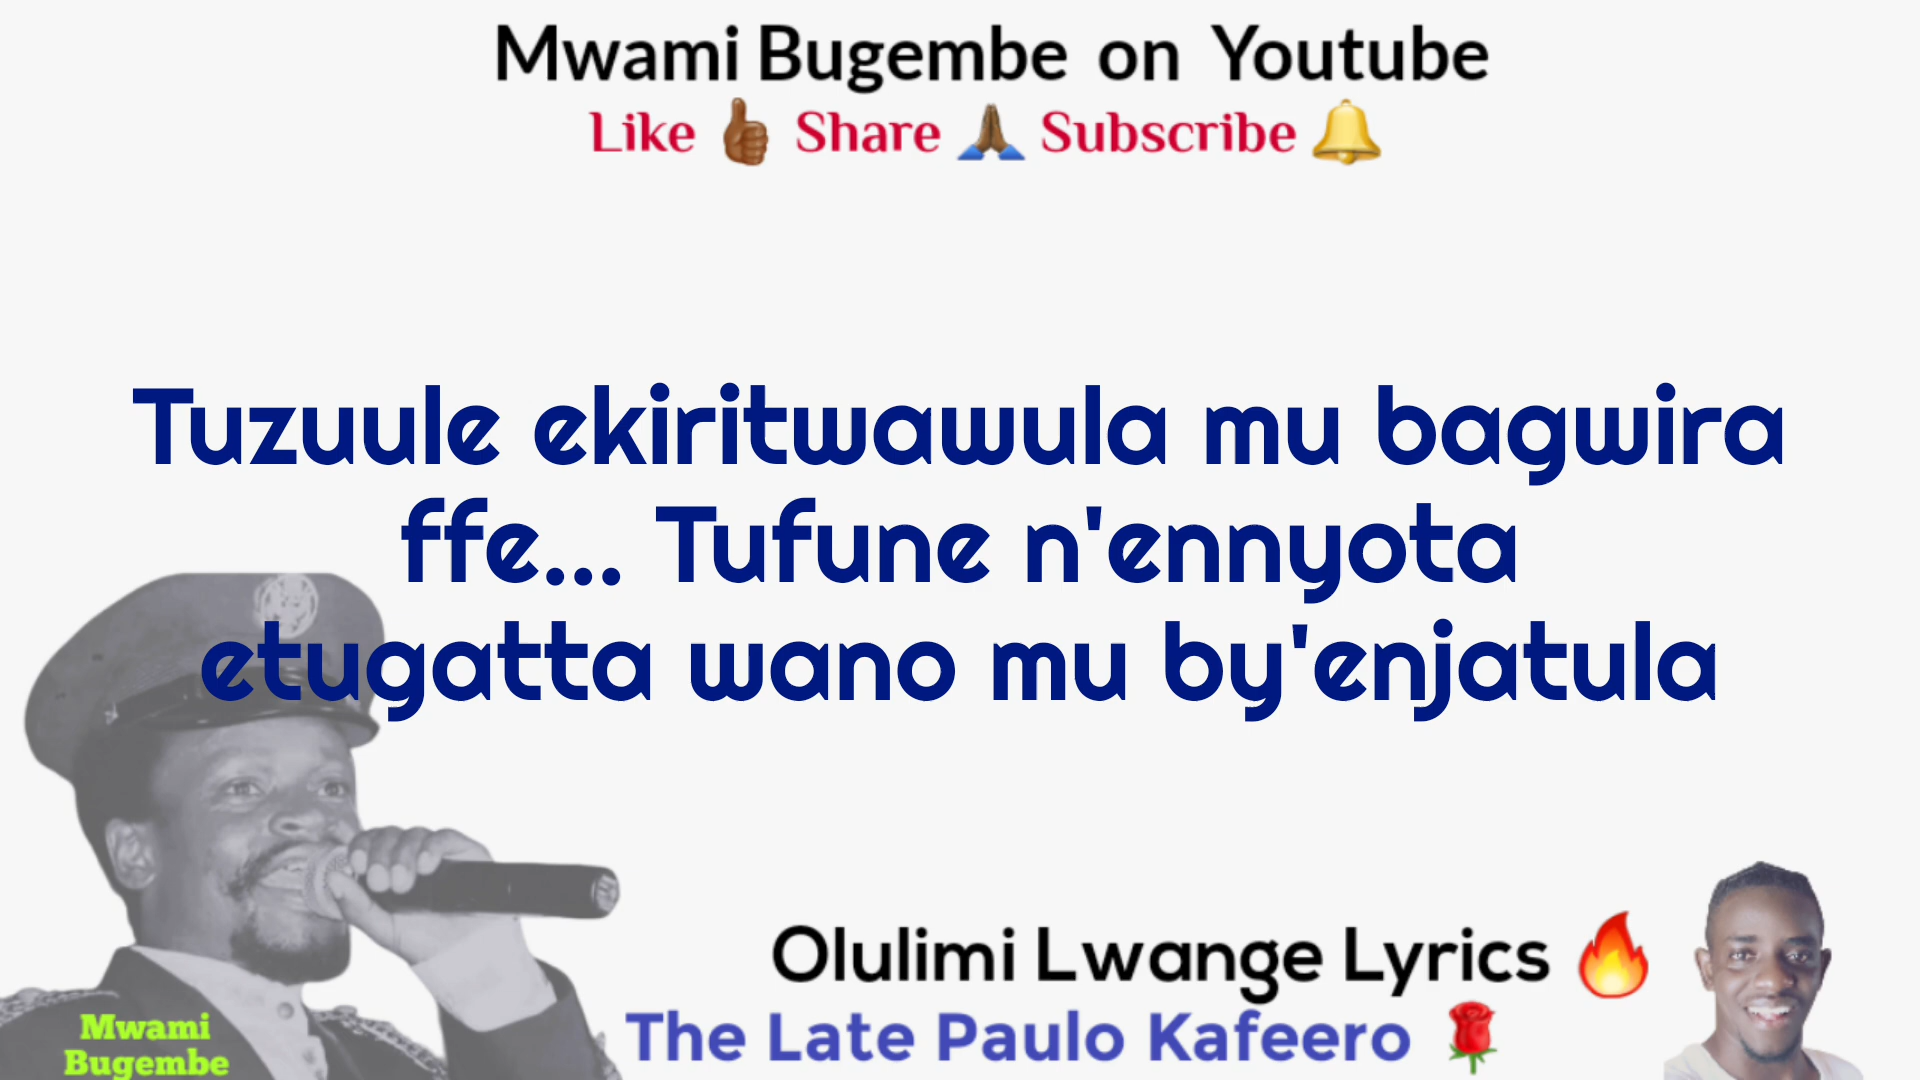 Mwami Bugembe on Youtube
Like 👍🏾 Share 🙏🏾 Subscribe 🔔
Tuzuule ekiritwawula mu bagwira
ffe... Tufune n'ennyota
etugatta wano mu by'enjatula
Olulimi Lwange Lyrics 🔥
The Late Paulo Kafeero 🌹
Mwami
Bugembe